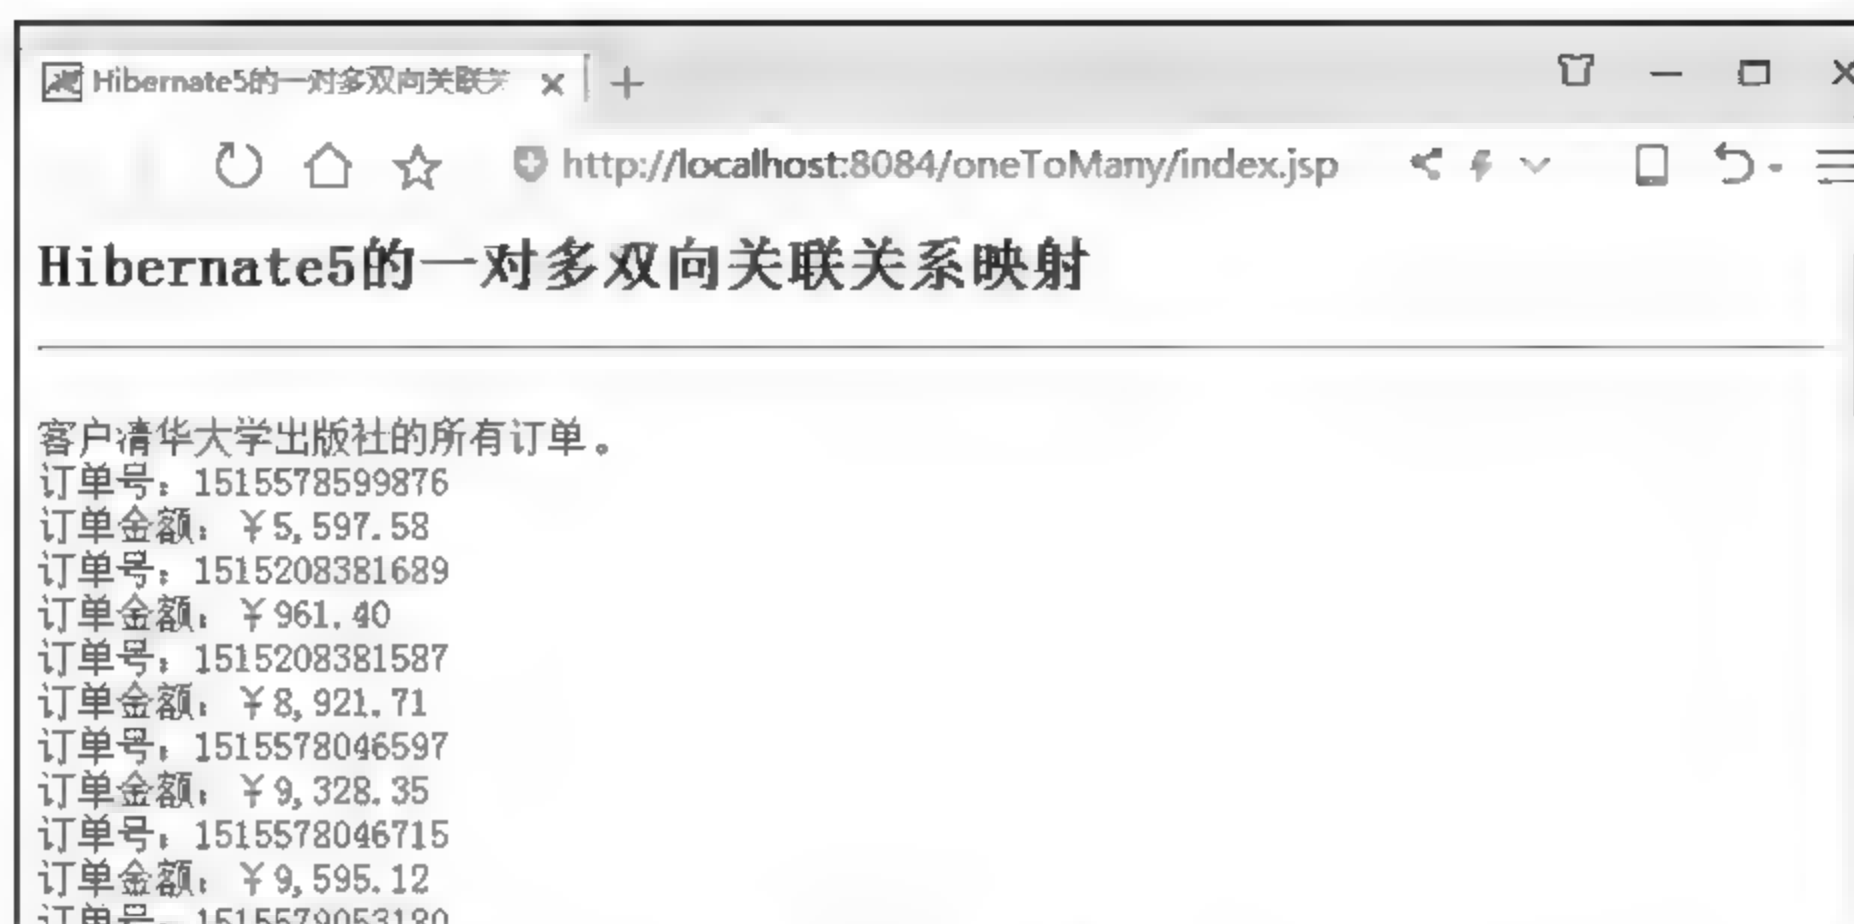 Hibernate5的一对多双向关联关
http://localhost:8084/oneToMany/index.jsp
Hibernate5的一对多双向关联关系映射
客户清华大学出版社的所有订单。
订单号：1515578599876
订单金额：￥5,597.58
订单号：1515208381689
订单金额：￥961.40
订单号：1515208381587
订单金额：￥8,921.71
订单号：1515578046597
订单金额：￥9,328.35
订单号：1515578046715
订单金额：￥9,595.12
订单号：1515579053180